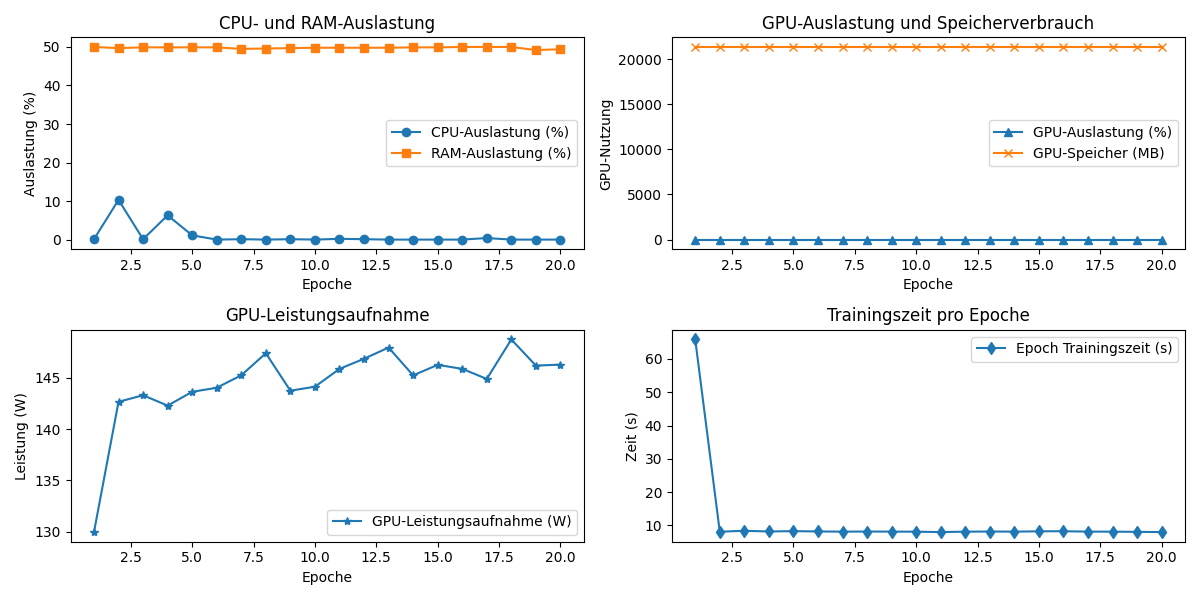 CPU- und RAM-Auslastung
Auslastung (%)
50
40
30
20
10
0
CPU-Auslastung (%)
RAM-Auslastung (%)
2.5 5.0 7.5 10.0 12.5 15.0 17.5 20.0
Epoche
GPU-Auslastung und Speicherverbrauch
GPU-Nutzung
20000
15000
10000
5000
0
GPU-Auslastung (%)
GPU-Speicher (MB)
2.5 5.0 7.5 10.0 12.5 15.0 17.5 20.0
Epoche
GPU-Leistungsaufnahme
Leistung (W)
145
140
135
130
GPU-Leistungsaufnahme (W)
2.5 5.0 7.5 10.0 12.5 15.0 17.5 20.0
Epoche
Trainingszeit pro Epoche
Zeit (s)
60
50
40
30
20
10
Epoch Trainingszeit (s)
2.5 5.0 7.5 10.0 12.5 15.0 17.5 20.0
Epoche